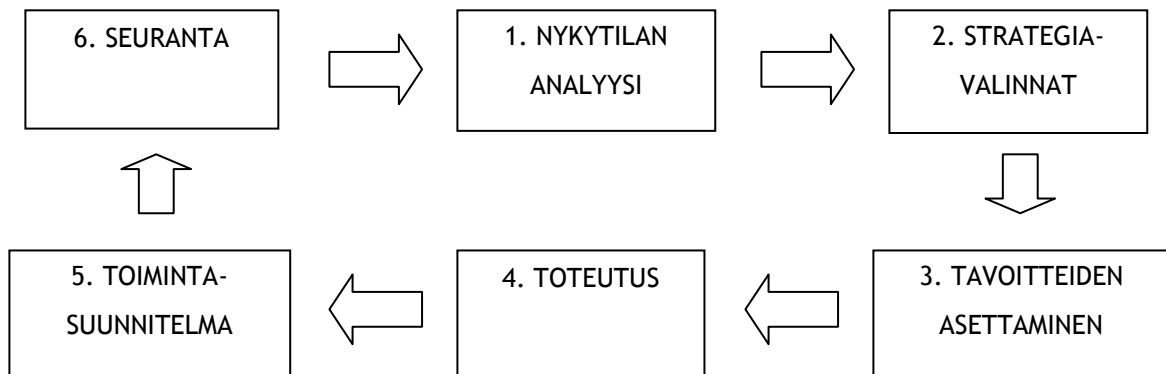 6. SEURANTA
1. NYKYTILAN
ANALYYSI
2. STRATEGIA-
VALINNAT
5. TOIMINTA-
SUUNNITELMA
4. TOTEUTUS
3. TAVOITTEIDEN
ASETTAMINEN